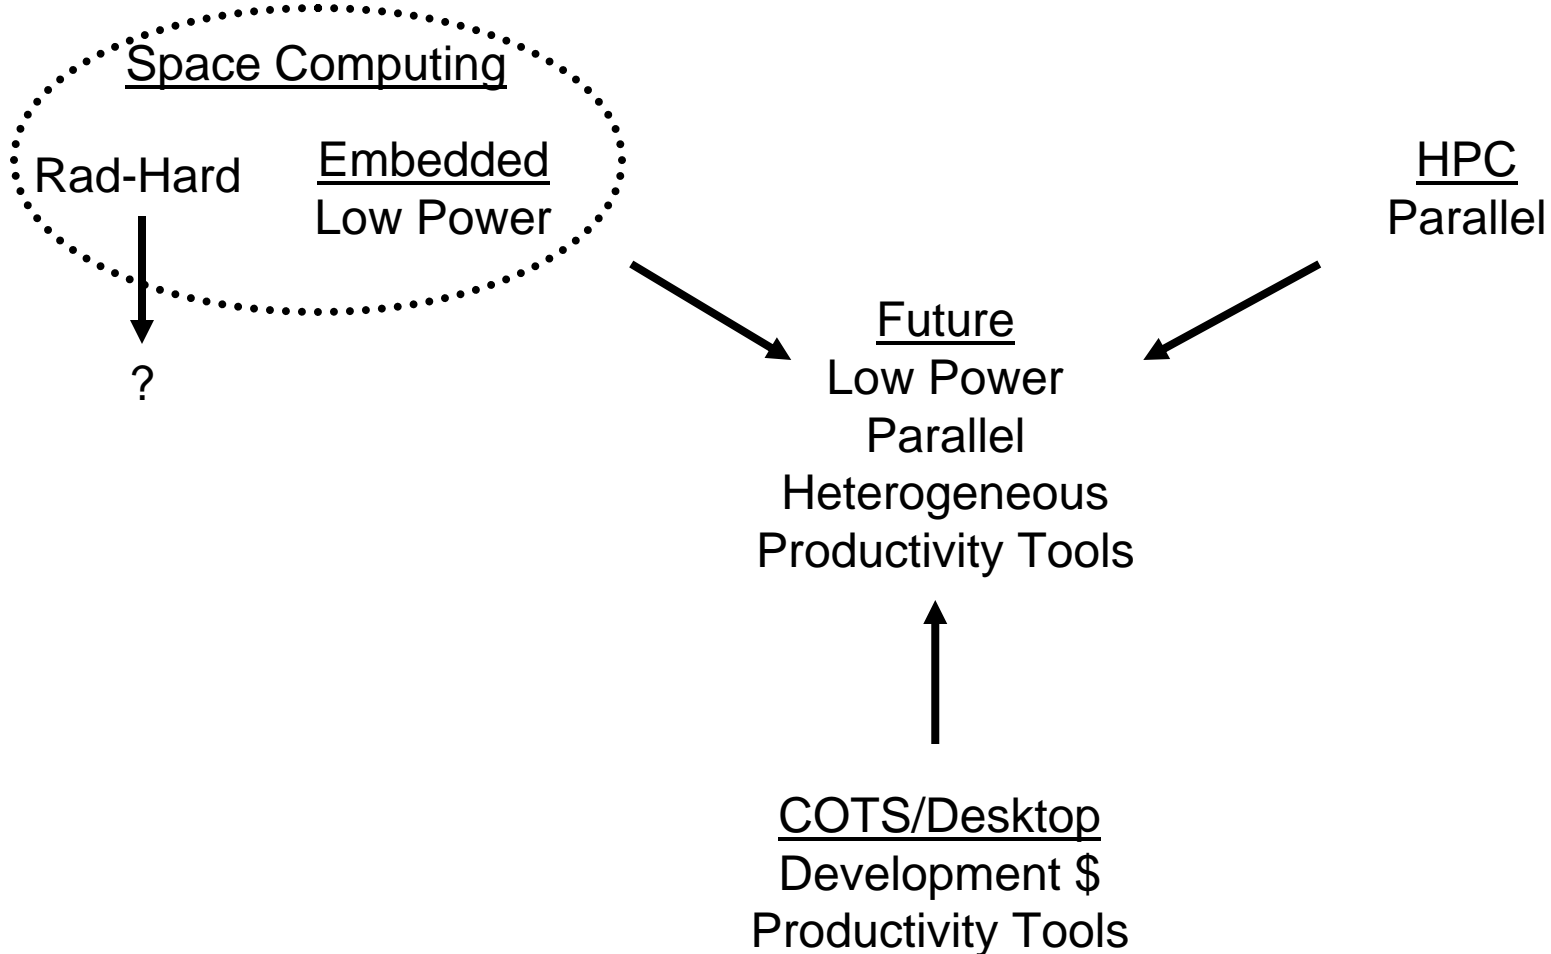 Space Computing
Rad-Hard
?
Embedded
Low Power
HPC
Parallel
Future
Low Power
Parallel
Heterogeneous
Productivity Tools
COTS/Desktop
Development $
Productivity Tools